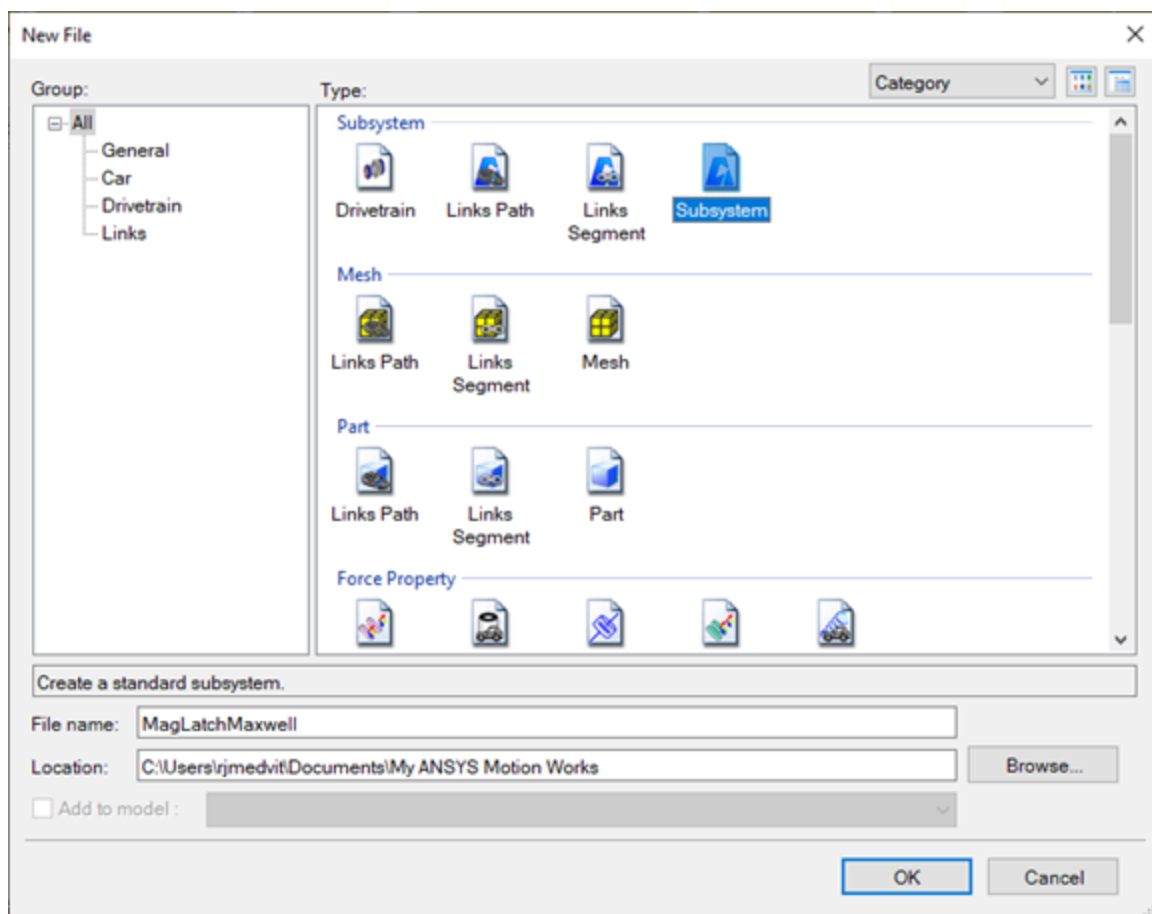 New File
Group:
Type:
Category
All
General
Car
Drivetrain
Links
Subsystem
Drivetrain
Links Path
Links
Segment
Subsystem
Mesh
Links Path
Links
Segment
Mesh
Part
Links Path
Links
Segment
Part
Force Property
Create a standard subsystem.
File name: MagLatchMaxwell
Location: C:\Users\rjmedvit\Documents\My ANSYS Motion Works
Browse...
Add to model :
OK
Cancel